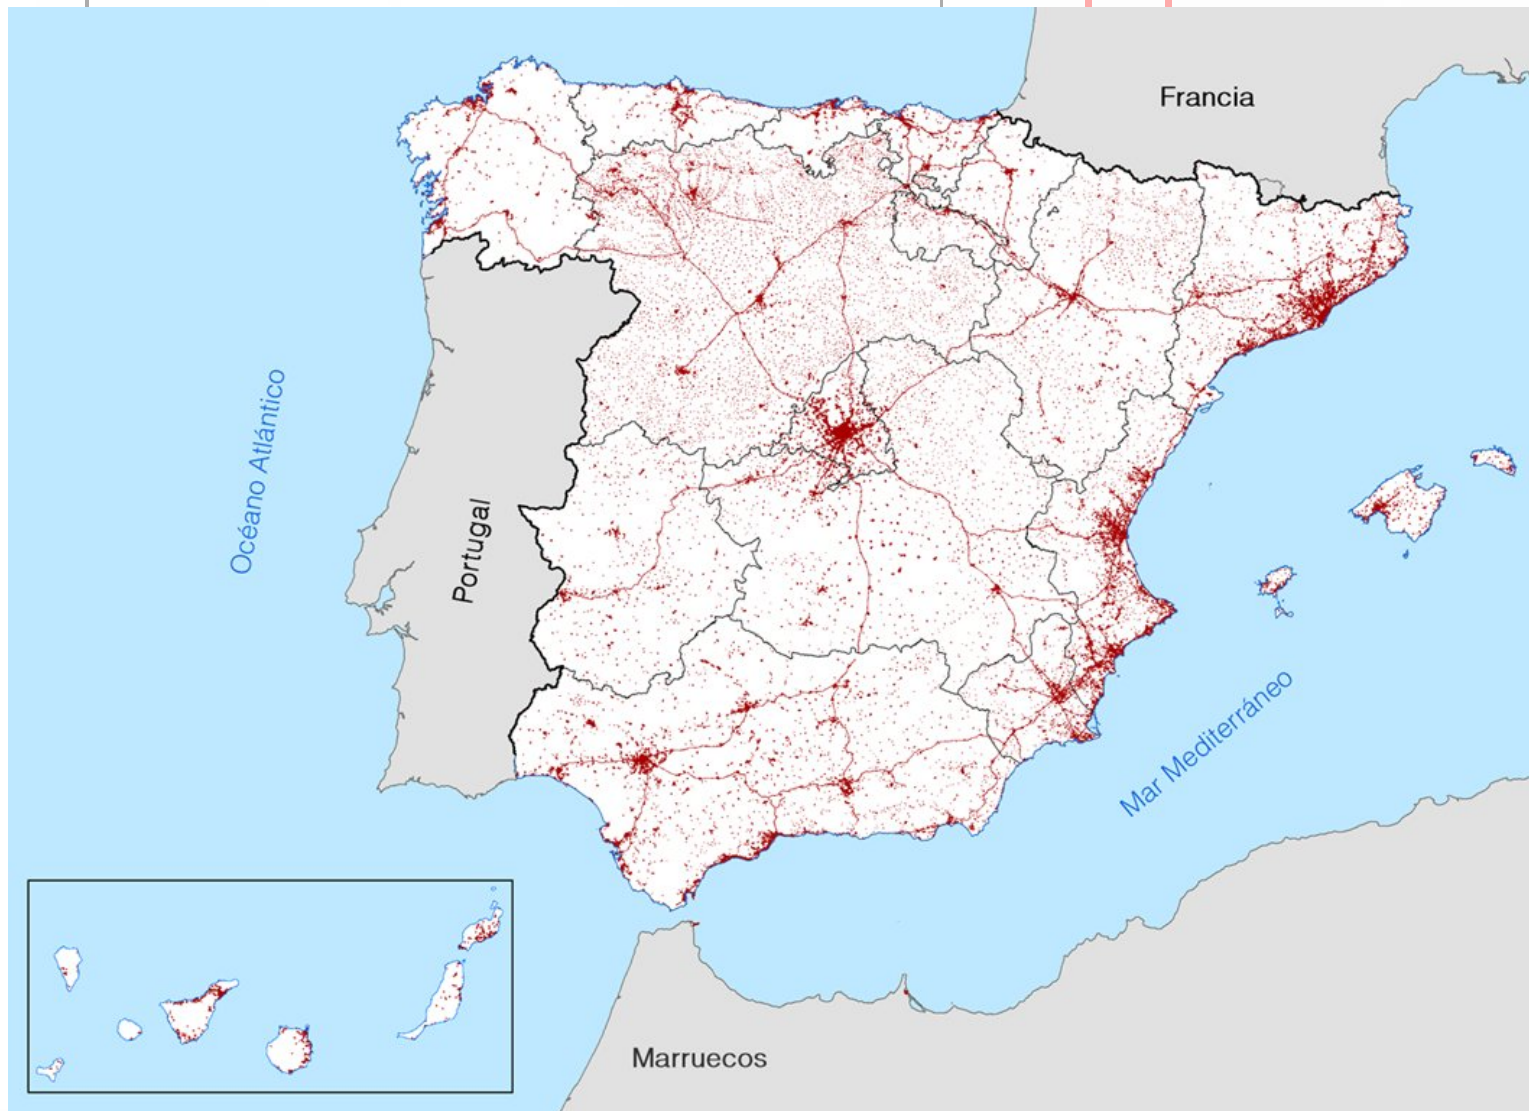 Francia
Océano Atlántico
Portugal
Mar Mediterráneo
Marruecos